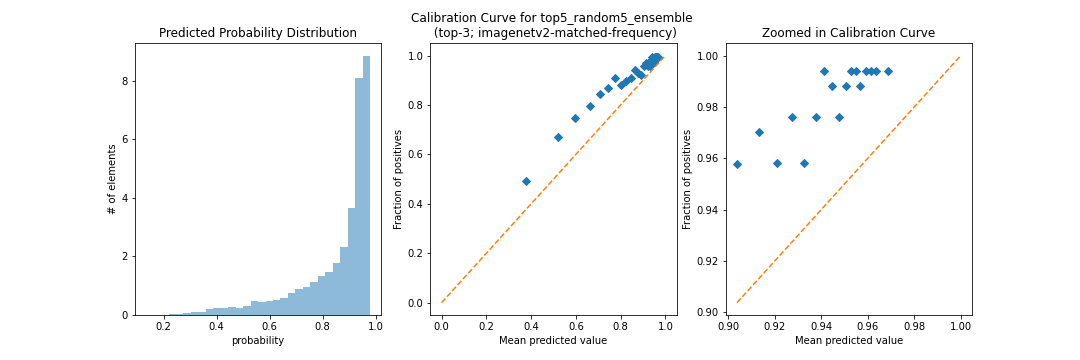 Predicted Probability Distribution
# of elements
8
6
4
2
0
0.2 0.4 0.6 0.8 1.0
probability
Calibration Curve for top5_random5_ensemble
(top-3; imagenetv2-matched-frequency)
Fraction of positives
1.0
0.8
0.6
0.4
0.2
0.0
0.0 0.2 0.4 0.6 0.8 1.0
Mean predicted value
Zoomed in Calibration Curve
Fraction of positives
1.00
0.98
0.96
0.94
0.92
0.90
0.90 0.92 0.94 0.96 0.98 1.00
Mean predicted value